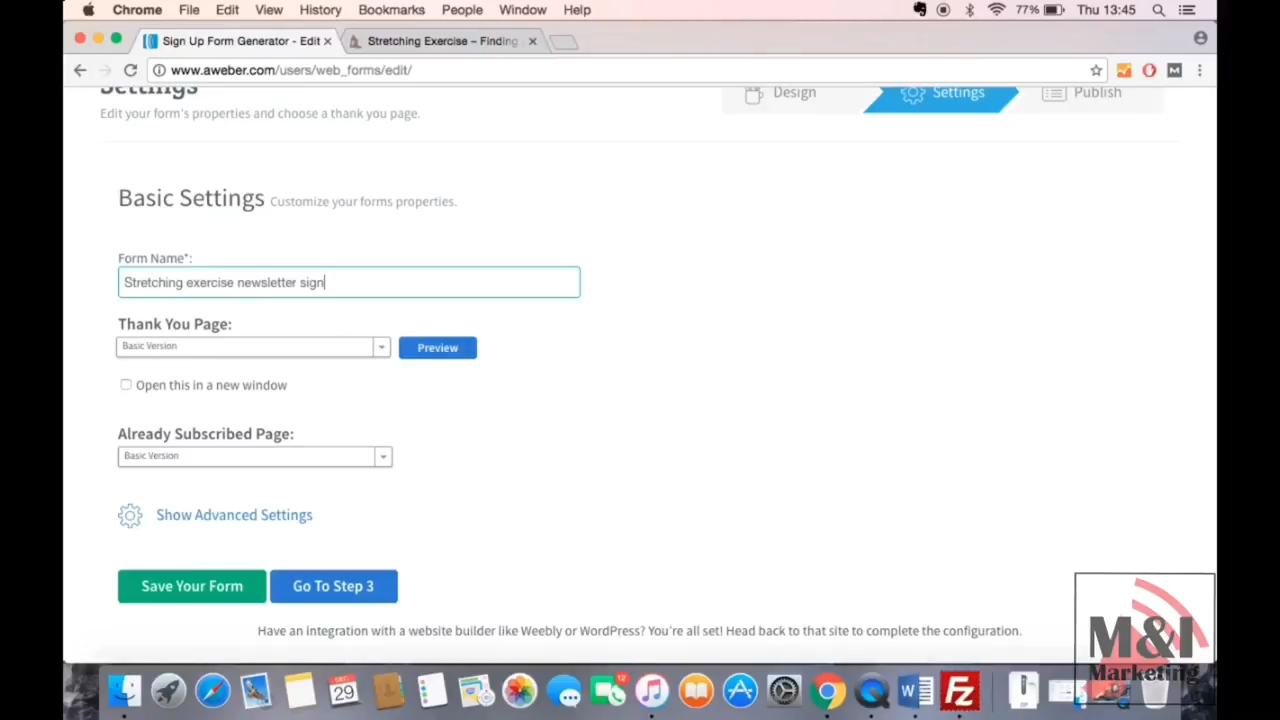 Chrome File Edit View History Bookmarks People Window Help 77% Thu 13:45
Sign Up Form Generator - Edit Stretching Exercise – Finding
www.aweber.com/users/web_forms/edit/
Settings
Edit your form's properties and choose a thank you page.
Design Settings Publish
Basic Settings Customize your forms properties.
Form Name*:
Stretching exercise newsletter sign
Thank You Page:
Basic Version Preview
Open this in a new window
Already Subscribed Page:
Basic Version
Show Advanced Settings
Save Your Form Go To Step 3
Have an integration with a website builder like Weebly or WordPress? You're all set! Head back to that site to complete the configuration.
M&I
Marketing
29